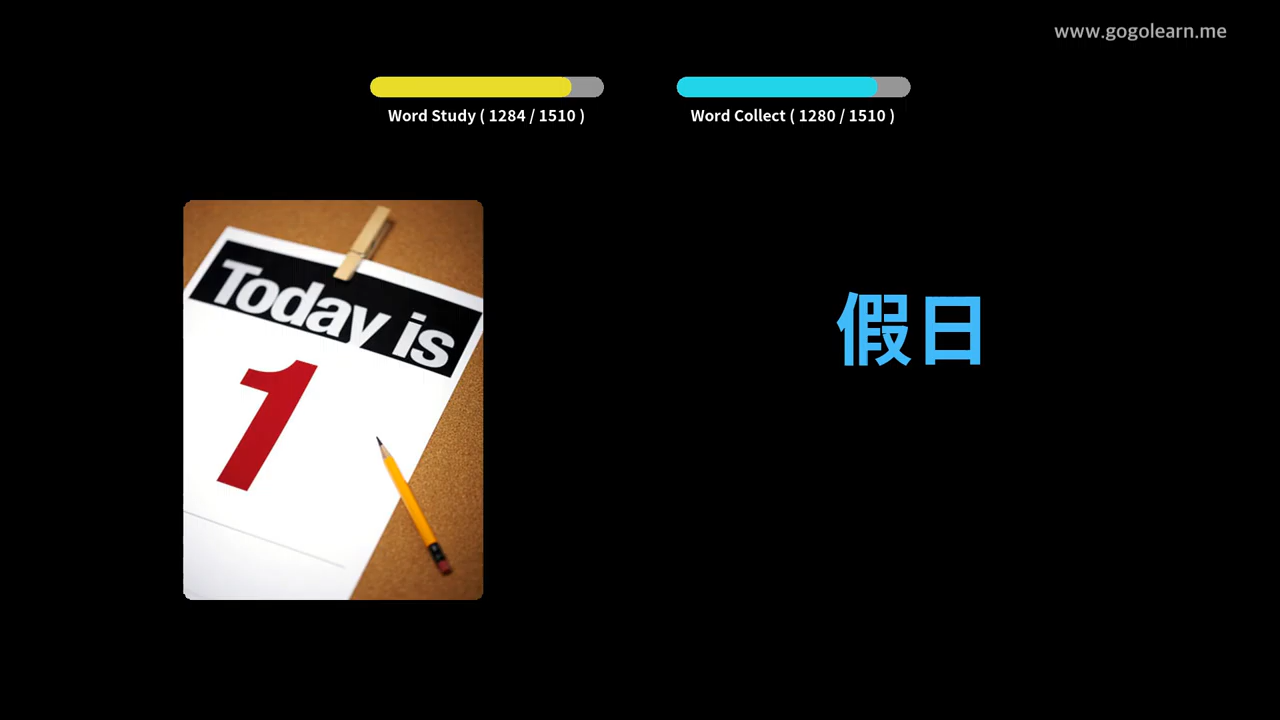 www.gogolearn.me
Word Study ( 1284 / 1510 )
Word Collect ( 1280 / 1510 )
Today is
1
假日